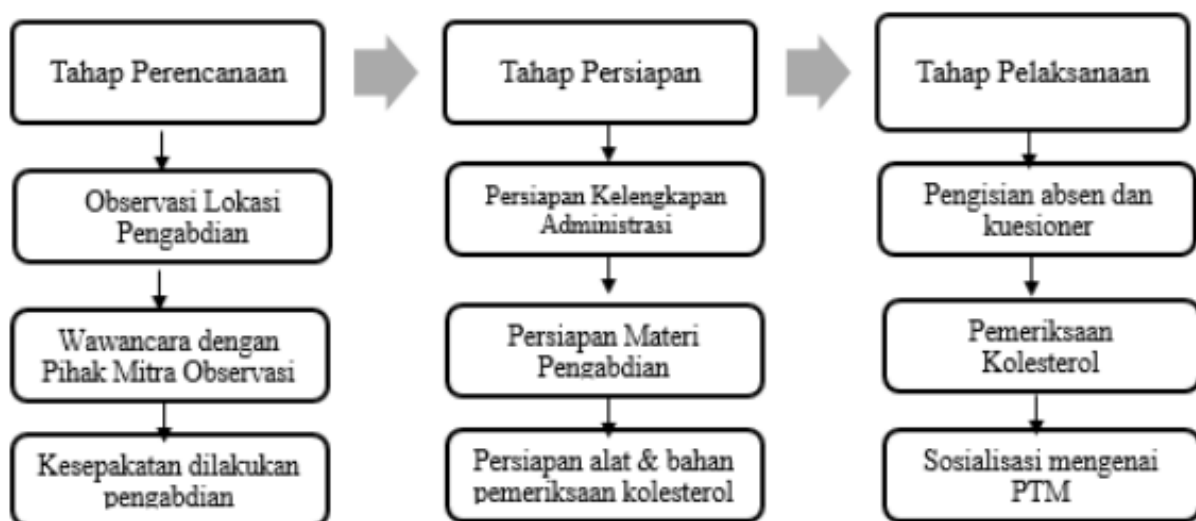 Tahap Perencanaan
Observasi Lokasi
Pengabdian
Wawancara dengan
Pihak Mitra Observasi
Kesepakatan dilakukan
pengabdian
Tahap Persiapan
Persiapan Kelengkapan
Administrasi
Persiapan Materi
Pengabdian
Persiapan alat & bahan
pemeriksaan kolesterol
Tahap Pelaksanaan
Pengisian absen dan
kuesioner
Pemeriksaan
Kolesterol
Sosialisasi mengenai
PTM